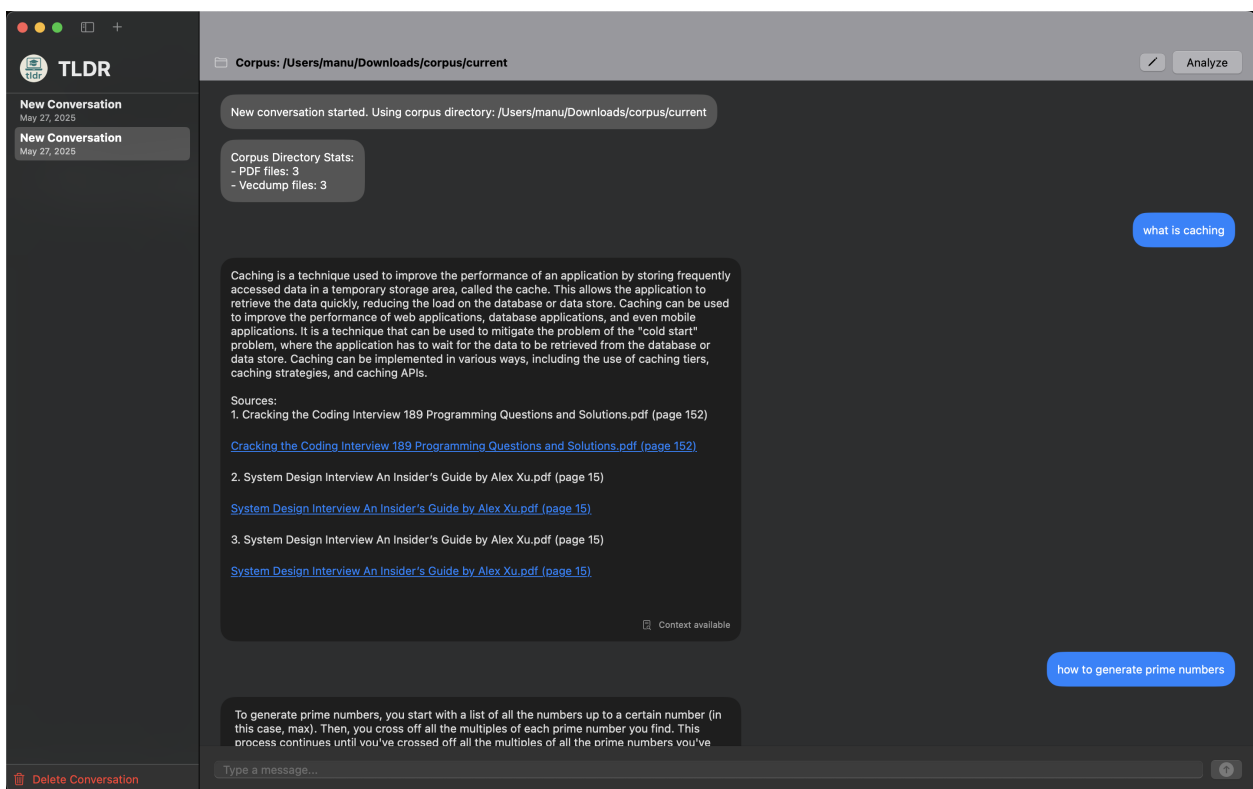 tldr
TLDR
New Conversation
May 27, 2025
New Conversation
May 27, 2025
Delete Conversation
Corpus: /Users/manu/Downloads/corpus/current
Analyze
New conversation started. Using corpus directory: /Users/manu/Downloads/corpus/current
Corpus Directory Stats:
- PDF files: 3
- Vecdump files: 3
what is caching
Caching is a technique used to improve the performance of an application by storing frequently
accessed data in a temporary storage area, called the cache. This allows the application to
retrieve the data quickly, reducing the load on the database or data store. Caching can be used
to improve the performance of web applications, database applications, and even mobile
applications. It is a technique that can be used to mitigate the problem of the "cold start"
problem, where the application has to wait for the data to be retrieved from the database or
data store. Caching can be implemented in various ways, including the use of caching tiers,
caching strategies, and caching APIs.
Sources:
1. Cracking the Coding Interview 189 Programming Questions and Solutions.pdf (page 152)
Cracking the Coding Interview 189 Programming Questions and Solutions.pdf (page 152)
2. System Design Interview An Insider’s Guide by Alex Xu.pdf (page 15)
System Design Interview An Insider’s Guide by Alex Xu.pdf (page 15)
3. System Design Interview An Insider’s Guide by Alex Xu.pdf (page 15)
System Design Interview An Insider’s Guide by Alex Xu.pdf (page 15)
Context available
how to generate prime numbers
To generate prime numbers, you start with a list of all the numbers up to a certain number (in
this case, max). Then, you cross off all the multiples of each prime number you find. This
process continues until you've crossed off all the multiples of all the prime numbers you've
Type a message...